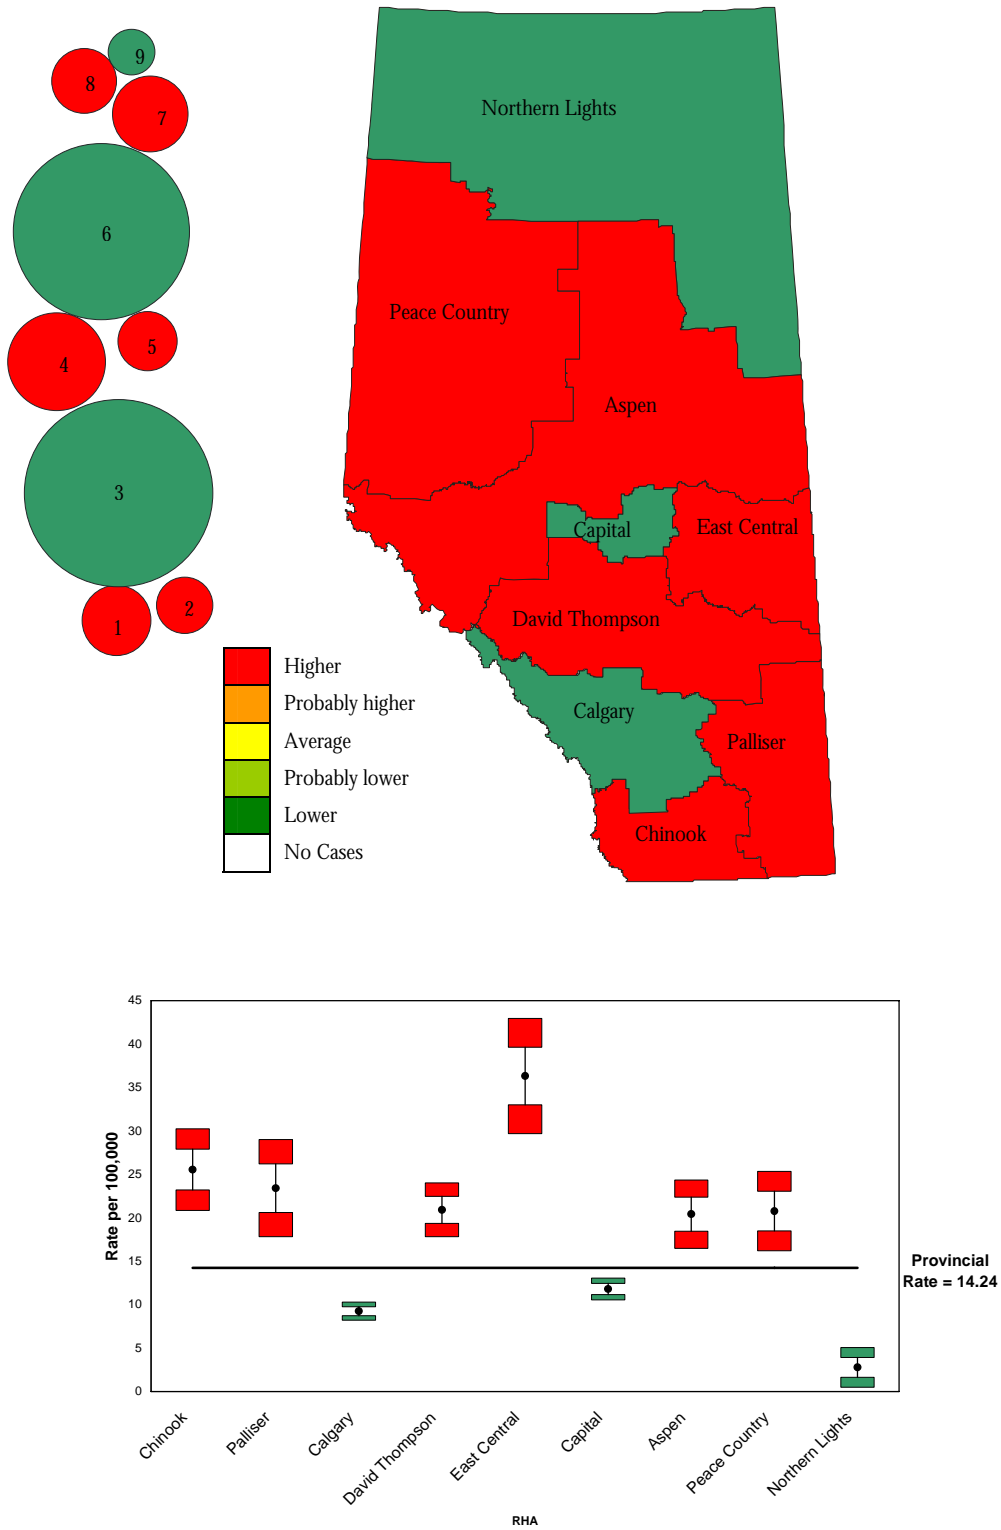 9
8
7
6
5
4
3
2
1
Northern Lights
Peace Country
Aspen
Capital
East Central
David Thompson
Calgary
Palliser
Chinook
Higher
Probably higher
Average
Probably lower
Lower
No Cases
45
40
35
30
25
20
15
10
5
0
Rate per 100,000
Provincial
Rate = 14.24
Chinook
Palliser
Calgary
David Thompson
East Central
Capital
Aspen
Peace Country
Northern Lights
RHA